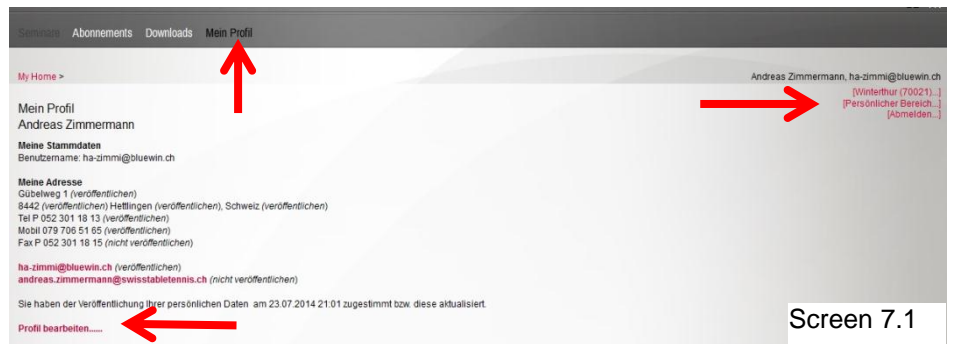 Seminare Abonnements Downloads Mein Profil
My Home >
Andreas Zimmermann, ha-zimmi@bluewin.ch
[Winterthur (70021)...]
[Persönlicher Bereich...]
[Abmelden...]
Mein Profil
Andreas Zimmermann
Meine Stammdaten
Benutzername: ha-zimmi@bluewin.ch
Meine Adresse
Gübelweg 1 (veröffentlichen)
8442 (veröffentlichen) Hettlingen (veröffentlichen), Schweiz (veröffentlichen)
Tel P 052 301 18 13 (veröffentlichen)
Mobil 079 706 51 65 (veröffentlichen)
Fax P 052 301 18 15 (nicht veröffentlichen)
ha-zimmi@bluewin.ch (veröffentlichen)
andreas.zimmermann@swisstabletennis.ch (nicht veröffentlichen)
Sie haben der Veröffentlichung Ihrer persönlichen Daten am 23.07.2014 21:01 zugestimmt bzw. diese aktualisiert.
Profil bearbeiten......
Screen 7.1